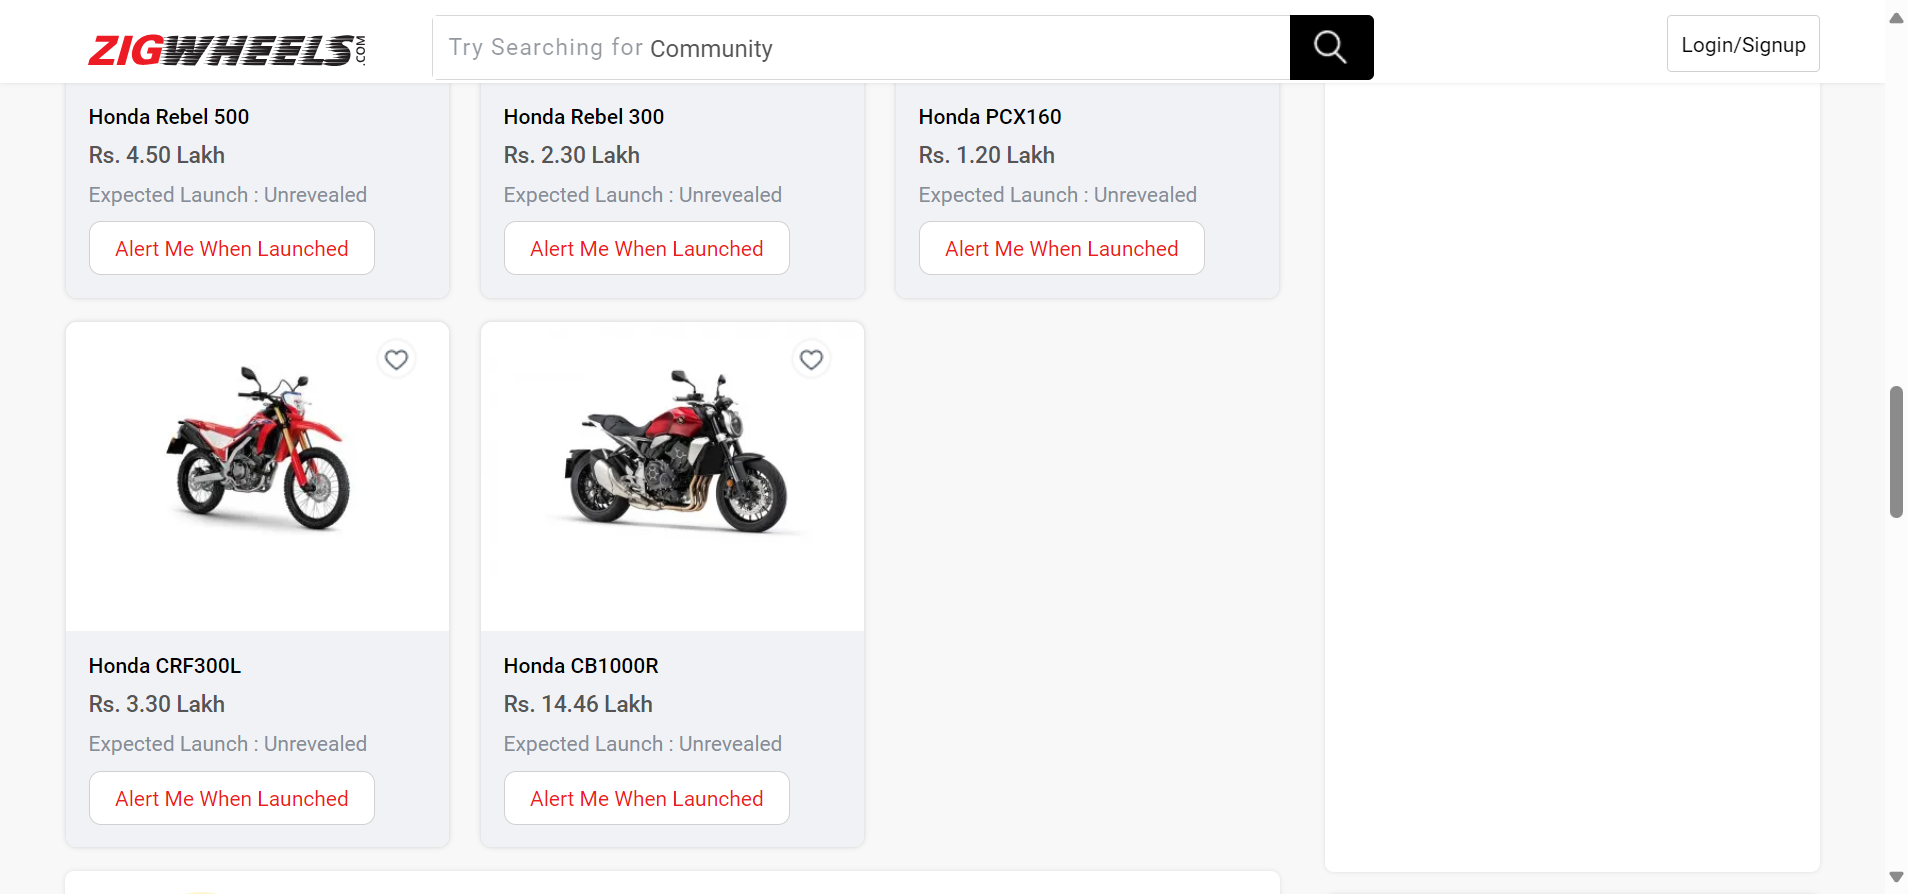 ZIGWHEELS.COM
Try Searching for Community
Login/Signup
Honda Rebel 500
Rs. 4.50 Lakh
Expected Launch : Unrevealed
Alert Me When Launched
Honda Rebel 300
Rs. 2.30 Lakh
Expected Launch : Unrevealed
Alert Me When Launched
Honda PCX160
Rs. 1.20 Lakh
Expected Launch : Unrevealed
Alert Me When Launched
Honda CRF300L
Rs. 3.30 Lakh
Expected Launch : Unrevealed
Alert Me When Launched
Honda CB1000R
Rs. 14.46 Lakh
Expected Launch : Unrevealed
Alert Me When Launched